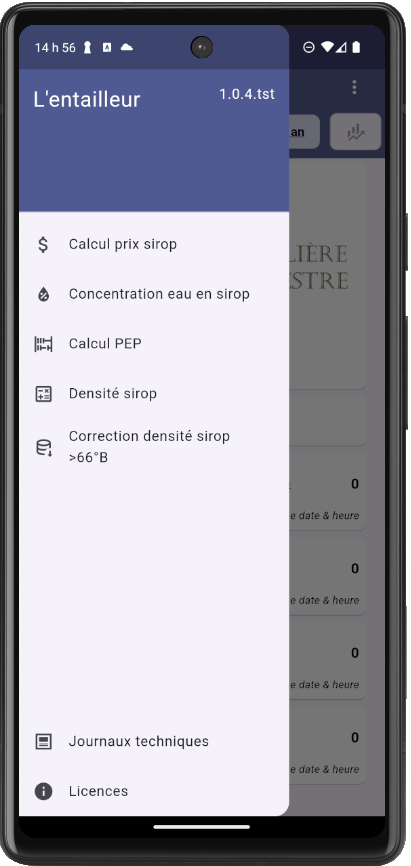 14 h 56
L'entailleur
1.0.4.tst
an
Calcul prix sirop
LIÈRE
Concentration eau en sirop
STRE
Calcul PEP
Densité sirop
Correction densité sirop
>66°B
0
e date & heure
0
e date & heure
0
e date & heure
0
e date & heure
Journaux techniques
Licences